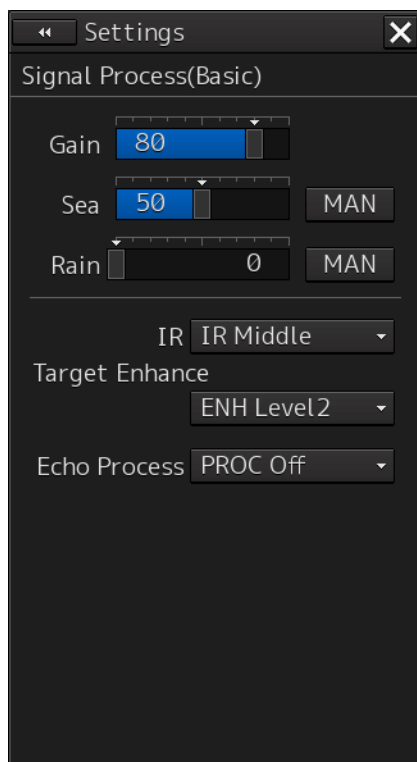 Settings
Signal Process(Basic)
Gain 80
Sea 50 MAN
Rain 0 MAN
IR IR Middle
Target Enhance
ENH Level2
Echo Process PROC Off